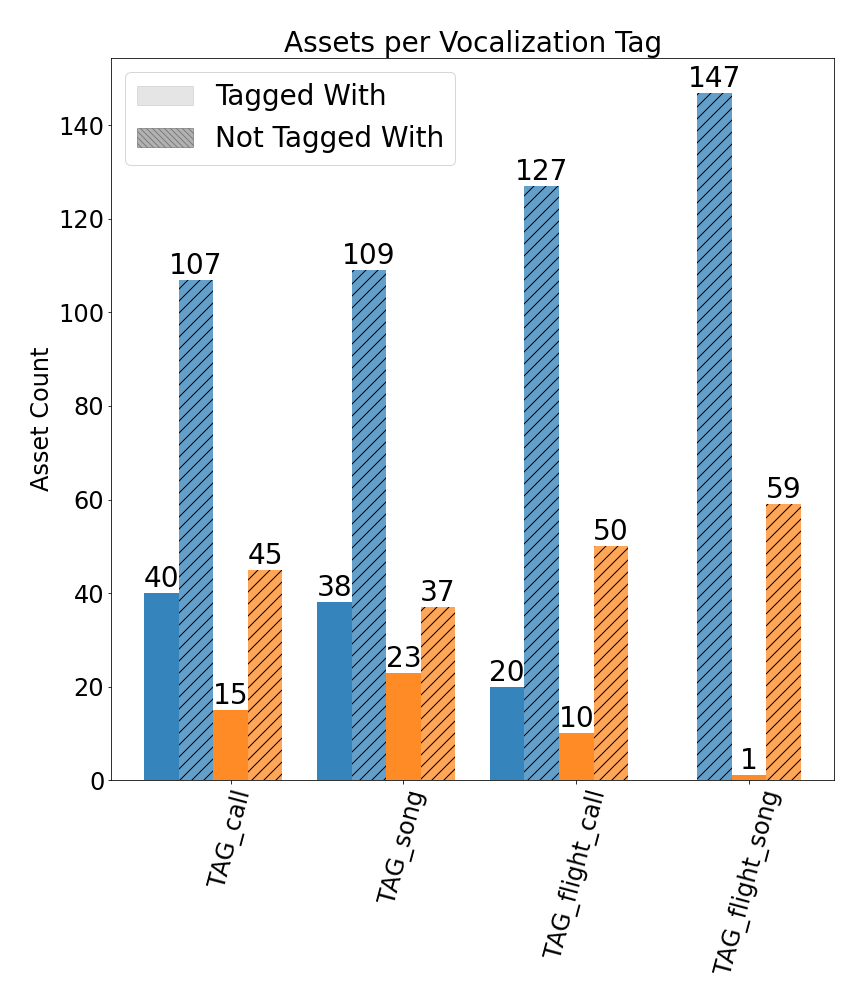 Assets per Vocalization Tag
Tagged With
Not Tagged With
Asset Count
140
120
100
80
60
40
20
0
40
107
15
45
38
109
23
37
20
127
10
50
147
1
59
TAG_call
TAG_song
TAG_flight_call
TAG_flight_song